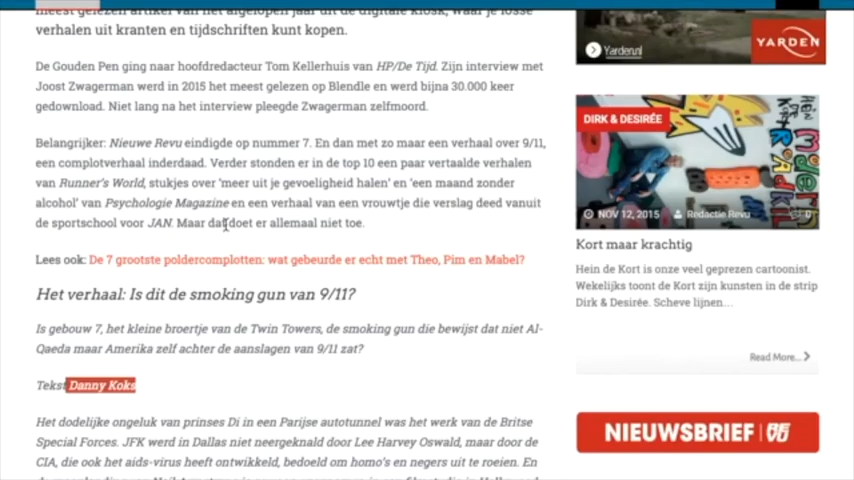 meest gelezen artikel van het afgelopen jaar uit de digitale kiosk, waar je losse
verhalen uit kranten en tijdschriften kunt kopen.
De Gouden Pen ging naar hoofdredacteur Tom Kellerhuis van HP/De Tijd. Zijn interview met
Joost Zwagerman werd in 2015 het meest gelezen op Blendle en werd bijna 30.000 keer
gedownload. Niet lang na het interview pleegde Zwagerman zelfmoord.
Belangrijker: Nieuwe Revu eindigde op nummer 7. En dan met zo maar een verhaal over 9/11,
een complotverhaal inderdaad. Verder stonden er in de top 10 een paar vertaalde verhalen
van Runner's World, stukjes over 'meer uit je gevoeligheid halen' en 'een maand zonder
alcohol' van Psychologie Magazine en een verhaal van een vrouwtje die verslag deed vanuit
de sportschool voor JAN. Maar dat doet er allemaal niet toe.
Lees ook: De 7 grootste poldercomplotten: wat gebeurde er echt met Theo, Pim en Mabel?
Het verhaal: Is dit de smoking gun van 9/11?
Is gebouw 7, het kleine broertje van de Twin Towers, de smoking gun die bewijst dat niet Al-
Qaeda maar Amerika zelf achter de aanslagen van 9/11 zat?
Tekst Danny Koks
Het dodelijke ongeluk van prinses Di in een Parijse autotunnel was het werk van de Britse
Special Forces. JFK werd in Dallas niet neergeknald door Lee Harvey Oswald, maar door de
CIA, die ook het aids-virus heeft ontwikkeld, bedoeld om homo's en negers uit te roeien. En
Yarden.nl
YARDEN
DIRK & DESIRÉE
NOV 12, 2015 Redactie Revu 0
Kort maar krachtig
Hein de Kort is onze veel geprezen cartoonist.
Wekelijks toont de Kort zijn kunsten in de strip
Dirk & Desirée. Scheve lijnen…
Read More...
NIEUWSBRIEF